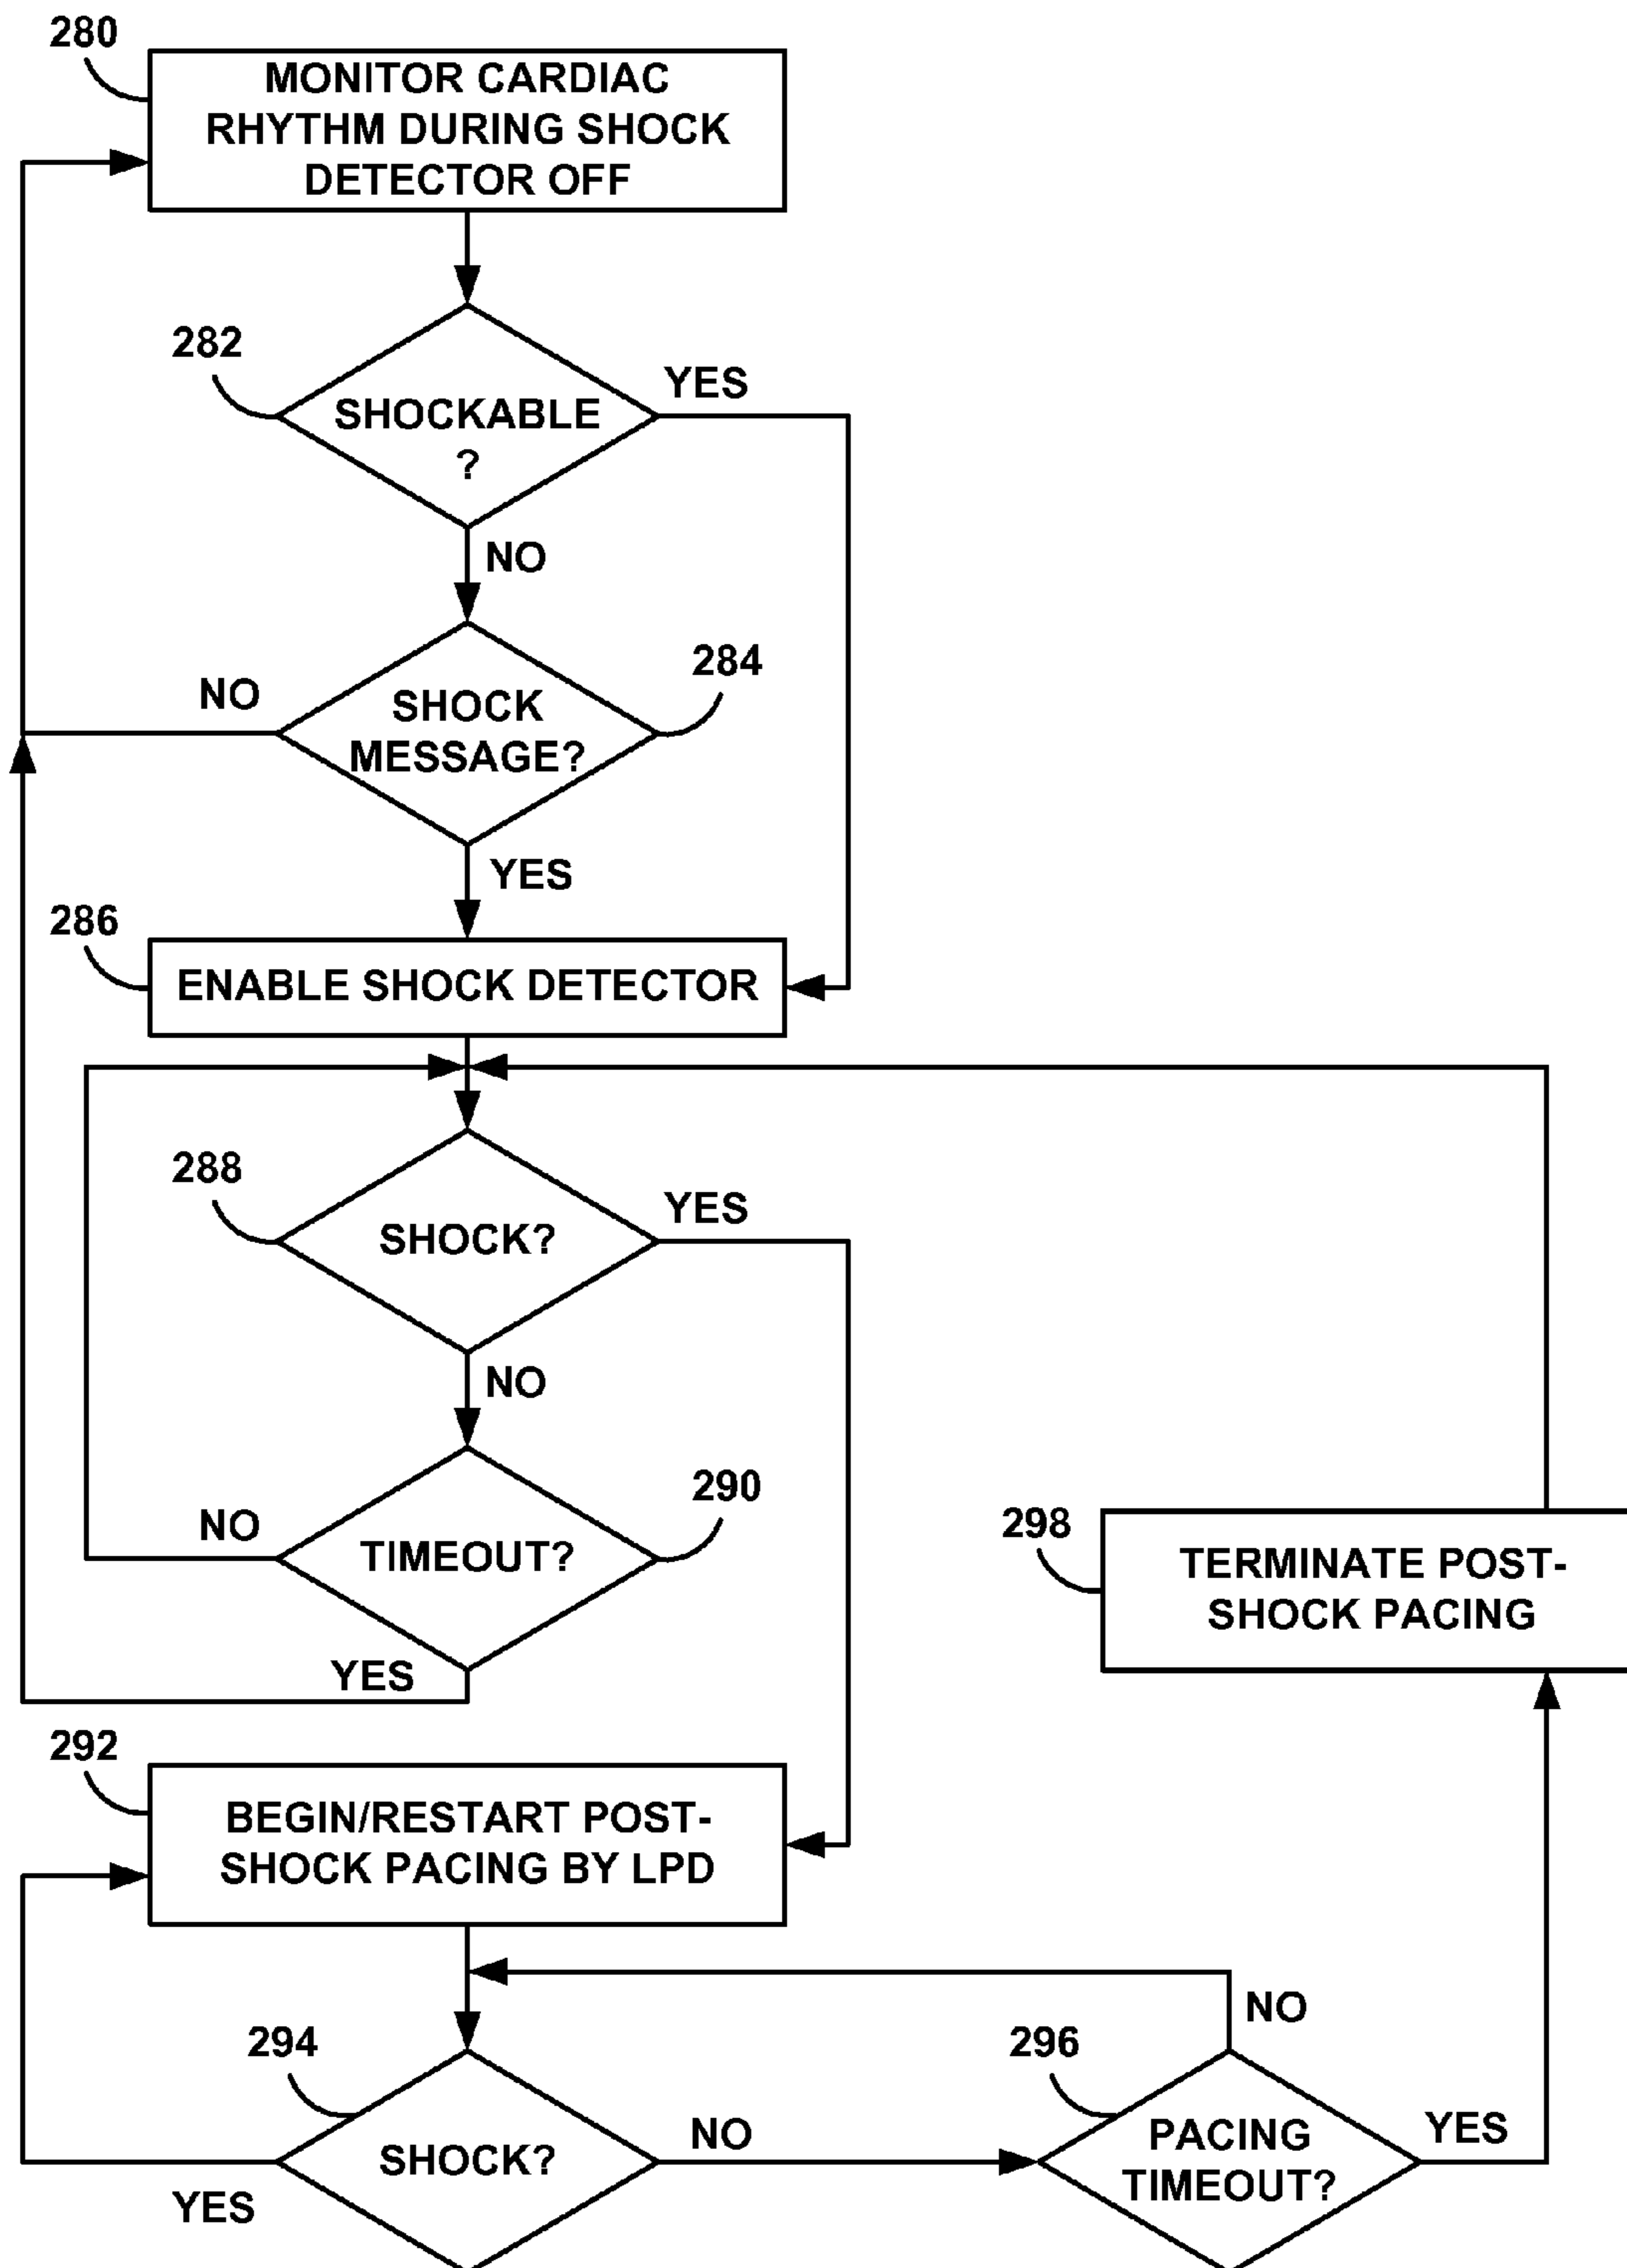 280
MONITOR CARDIAC
RHYTHM DURING SHOCK
DETECTOR OFF
282
SHOCKABLE
?
YES
NO
284
SHOCK
MESSAGE?
NO
YES
286
ENABLE SHOCK DETECTOR
288
SHOCK?
YES
NO
290
TIMEOUT?
NO
YES
298
TERMINATE POST-
SHOCK PACING
292
BEGIN/RESTART POST-
SHOCK PACING BY LPD
294
SHOCK?
NO
YES
296
NO
PACING
TIMEOUT?
YES